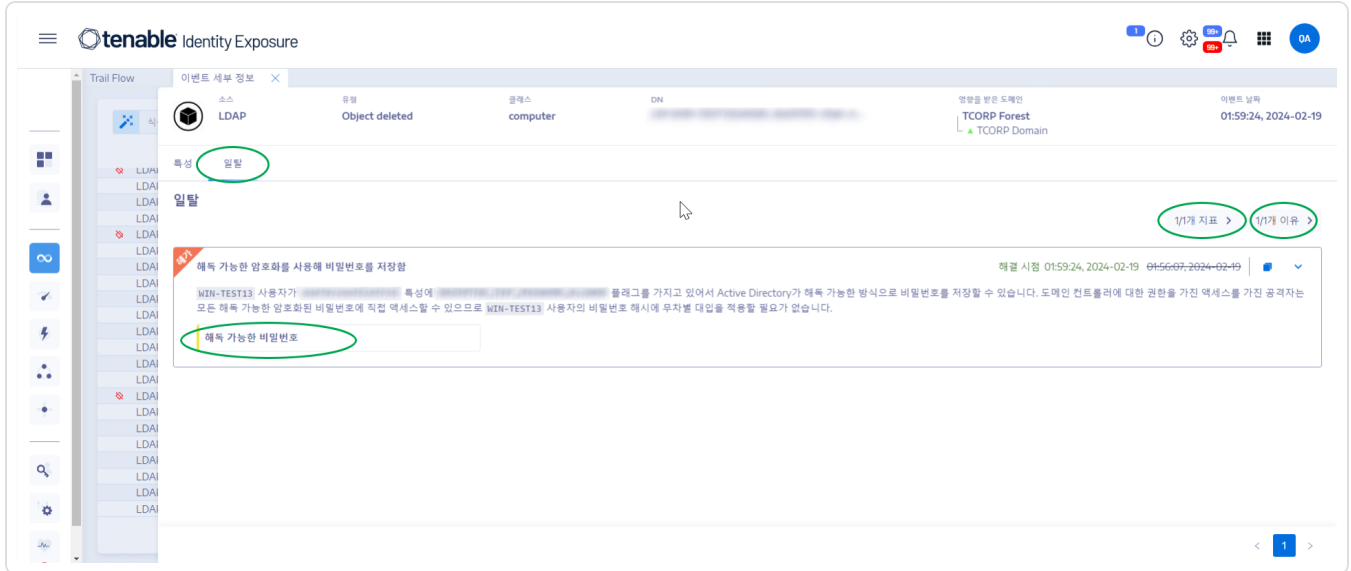 tenable Identity Exposure
1
99+
99+
QA
Trail Flow
이벤트 세부 정보
소스
유형
클래스
DN
영향을 받은 도메인
이벤트 날짜
LDAP
Object deleted
computer
TCORP Forest
TCORP Domain
01:59:24, 2024-02-19
특성
일탈
일탈
1/1개 지표
1/1개 이유
해결
해독 가능한 암호화를 사용해 비밀번호를 저장함
해결 시점 01:59:24, 2024-02-19 01:56:07, 2024-02-19
WIN-TEST13 사용자가 특성에 플래그를 가지고 있어서 Active Directory가 해독 가능한 방식으로 비밀번호를 저장할 수 있습니다. 도메인 컨트롤러에 대한 권한을 가진 액세스를 가진 공격자는
모든 해독 가능한 암호화된 비밀번호에 직접 액세스할 수 있으므로 WIN-TEST13 사용자의 비밀번호 해시에 무차별 대입을 적용할 필요가 없습니다.
해독 가능한 비밀번호
1